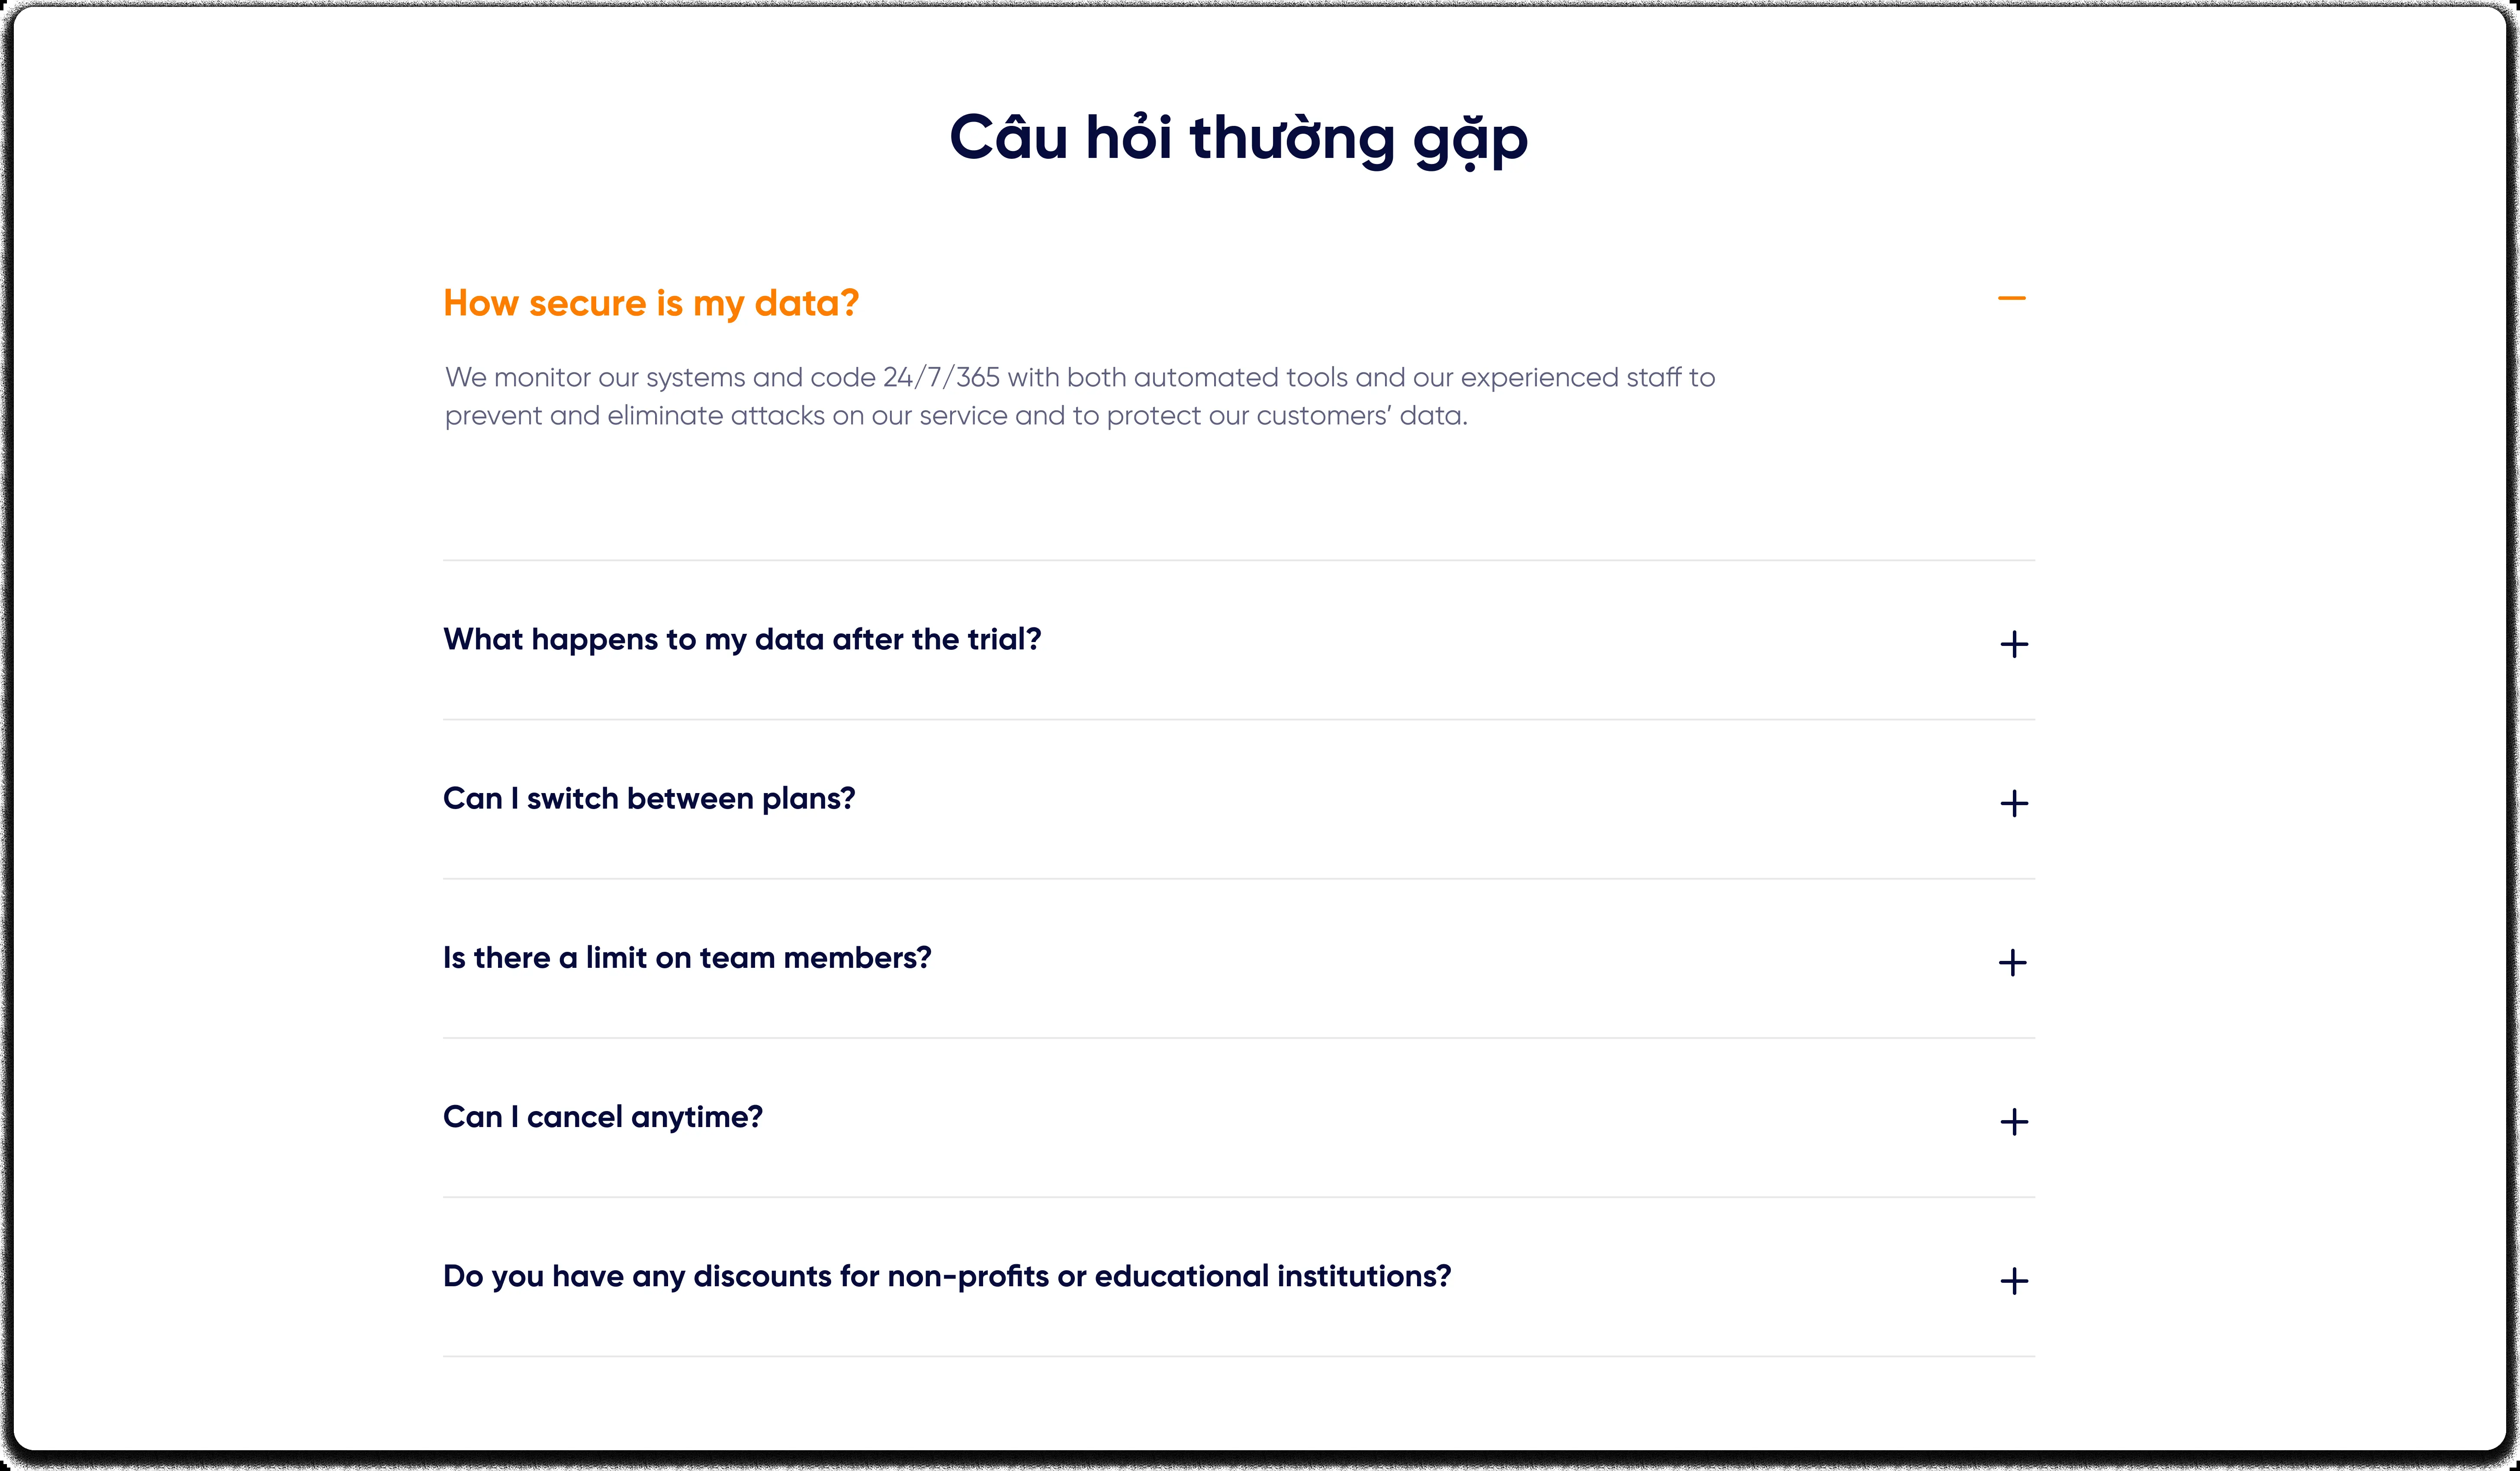 Câu hỏi thường gặp
How secure is my data?
We monitor our systems and code 24/7/365 with both automated tools and our experienced staff to
prevent and eliminate attacks on our service and to protect our customers’ data.
What happens to my data after the trial?
Can I switch between plans?
Is there a limit on team members?
Can I cancel anytime?
Do you have any discounts for non-profits or educational institutions?